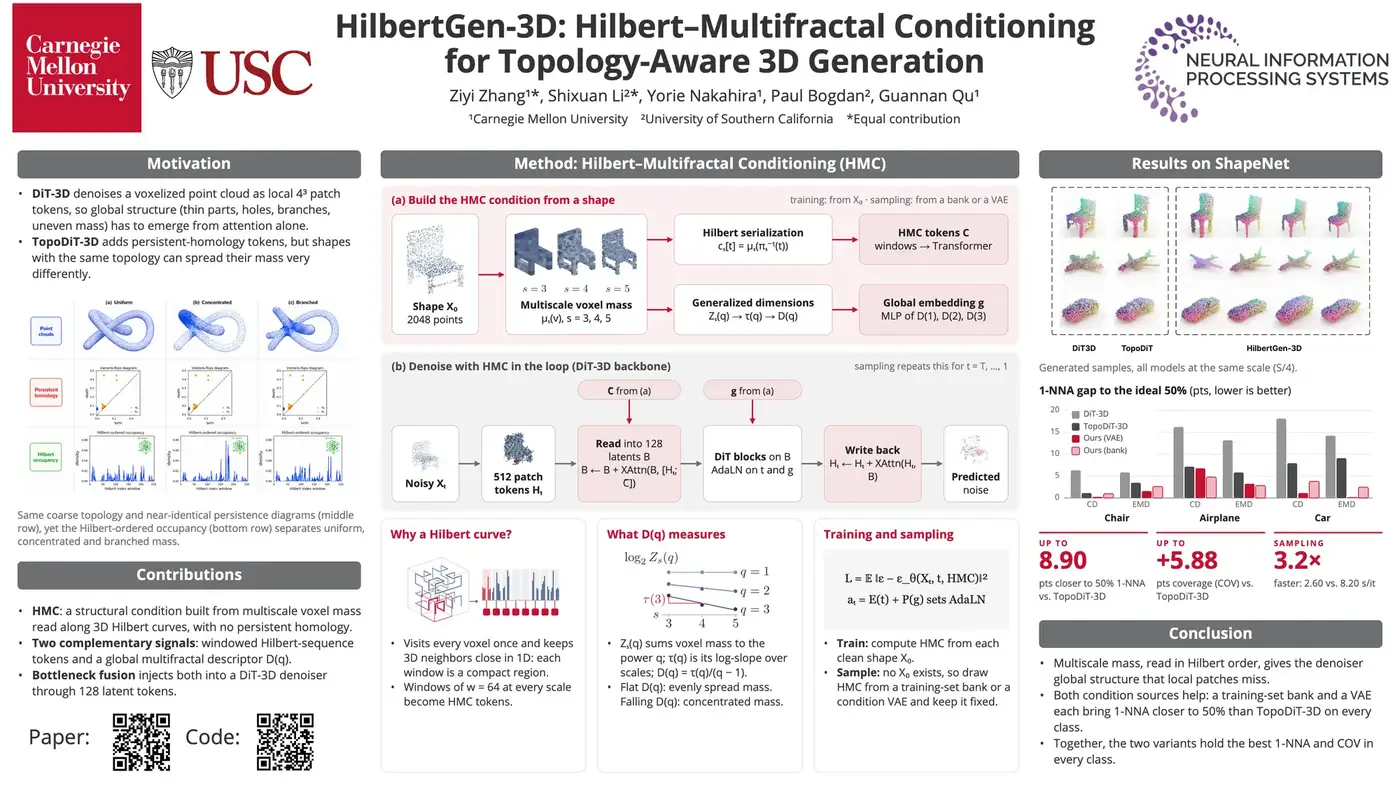 Carnegie
Mellon
University
USC
HilbertGen-3D: Hilbert–Multifractal Conditioning
for Topology-Aware 3D Generation
Ziyi Zhang¹*, Shixuan Li²*, Yorie Nakahira¹, Paul Bogdan², Guannan Qu¹
¹Carnegie Mellon University ²University of Southern California *Equal contribution
NEURAL INFORMATION
PROCESSING SYSTEMS
Motivation
• DiT-3D denoises a voxelized point cloud as local 4³ patch
tokens, so global structure (thin parts, holes, branches,
uneven mass) has to emerge from attention alone.
• TopoDiT-3D adds persistent-homology tokens, but shapes
with the same topology can spread their mass very
differently.
(a) Uniform (b) Concentrated (c) Branched
Point
clouds
Persistent
homology
Hilbert
occupancy
Same coarse topology and near-identical persistence diagrams (middle
row), yet the Hilbert-ordered occupancy (bottom row) separates uniform,
concentrated and branched mass.
Contributions
• HMC: a structural condition built from multiscale voxel mass
read along 3D Hilbert curves, with no persistent homology.
• Two complementary signals: windowed Hilbert-sequence
tokens and a global multifractal descriptor D(q).
• Bottleneck fusion injects both into a DiT-3D denoiser
through 128 latent tokens.
Paper: Code:
Method: Hilbert–Multifractal Conditioning (HMC)
(a) Build the HMC condition from a shape
training: from X₀ · sampling: from a bank or a VAE
Shape X₀
2048 points
s = 3 s = 4 s = 5
Multiscale voxel mass
μₛ(v), s = 3, 4, 5
Hilbert serialization
cₛ[t] = μₛ(πₛ⁻¹(t))
HMC tokens C
windows → Transformer
Generalized dimensions
Zₛ(q) → τ(q) → D(q)
Global embedding g
MLP of D(1), D(2), D(3)
(b) Denoise with HMC in the loop (DiT-3D backbone)
sampling repeats this for t = T, ..., 1
C from (a)
g from (a)
Noisy Xₜ
512 patch
tokens Hₜ
Read into 128
latents B
B ← B + XAttn(B, [Hₜ;
C])
DiT blocks on B
AdaLN on t and g
Write back
Hₜ ← Hₜ + XAttn(Hₜ,
B)
Predicted
noise
Why a Hilbert curve?
• Visits every voxel once and keeps
3D neighbors close in 1D: each
window is a compact region.
• Windows of w = 64 at every scale
become HMC tokens.
What D(q) measures
log₂ Zₛ(q)
q = 1
q = 2
τ(3)
q = 3
s 3 4 5
• Zₛ(q) sums voxel mass to the
power q; τ(q) is its log-slope over
scales; D(q) = τ(q)/(q − 1).
• Flat D(q): evenly spread mass.
Falling D(q): concentrated mass.
Training and sampling
L = 𝔼 ‖ε − ε_θ(Xₜ, t, HMC)‖²
aₜ = E(t) + P(g) sets AdaLN
• Train: compute HMC from each
clean shape X₀.
• Sample: no X₀ exists, so draw
HMC from a training-set bank or a
condition VAE and keep it fixed.
Results on ShapeNet
DiT3D TopoDiT HilbertGen-3D
Generated samples, all models at the same scale (S/4).
1-NNA gap to the ideal 50% (pts, lower is better)
20
15
10
5
0
DiT-3D
TopoDiT-3D
Ours (VAE)
Ours (bank)
CD EMD CD EMD CD EMD
Chair Airplane Car
UP TO
8.90
pts closer to 50% 1-NNA
vs. TopoDiT-3D
UP TO
+5.88
pts coverage (COV) vs.
TopoDiT-3D
SAMPLING
3.2×
faster: 2.60 vs. 8.20 s/it
Conclusion
• Multiscale mass, read in Hilbert order, gives the denoiser
global structure that local patches miss.
• Both condition sources help: a training-set bank and a VAE
each bring 1-NNA closer to 50% than TopoDiT-3D on every
class.
• Together, the two variants hold the best 1-NNA and COV in
every class.